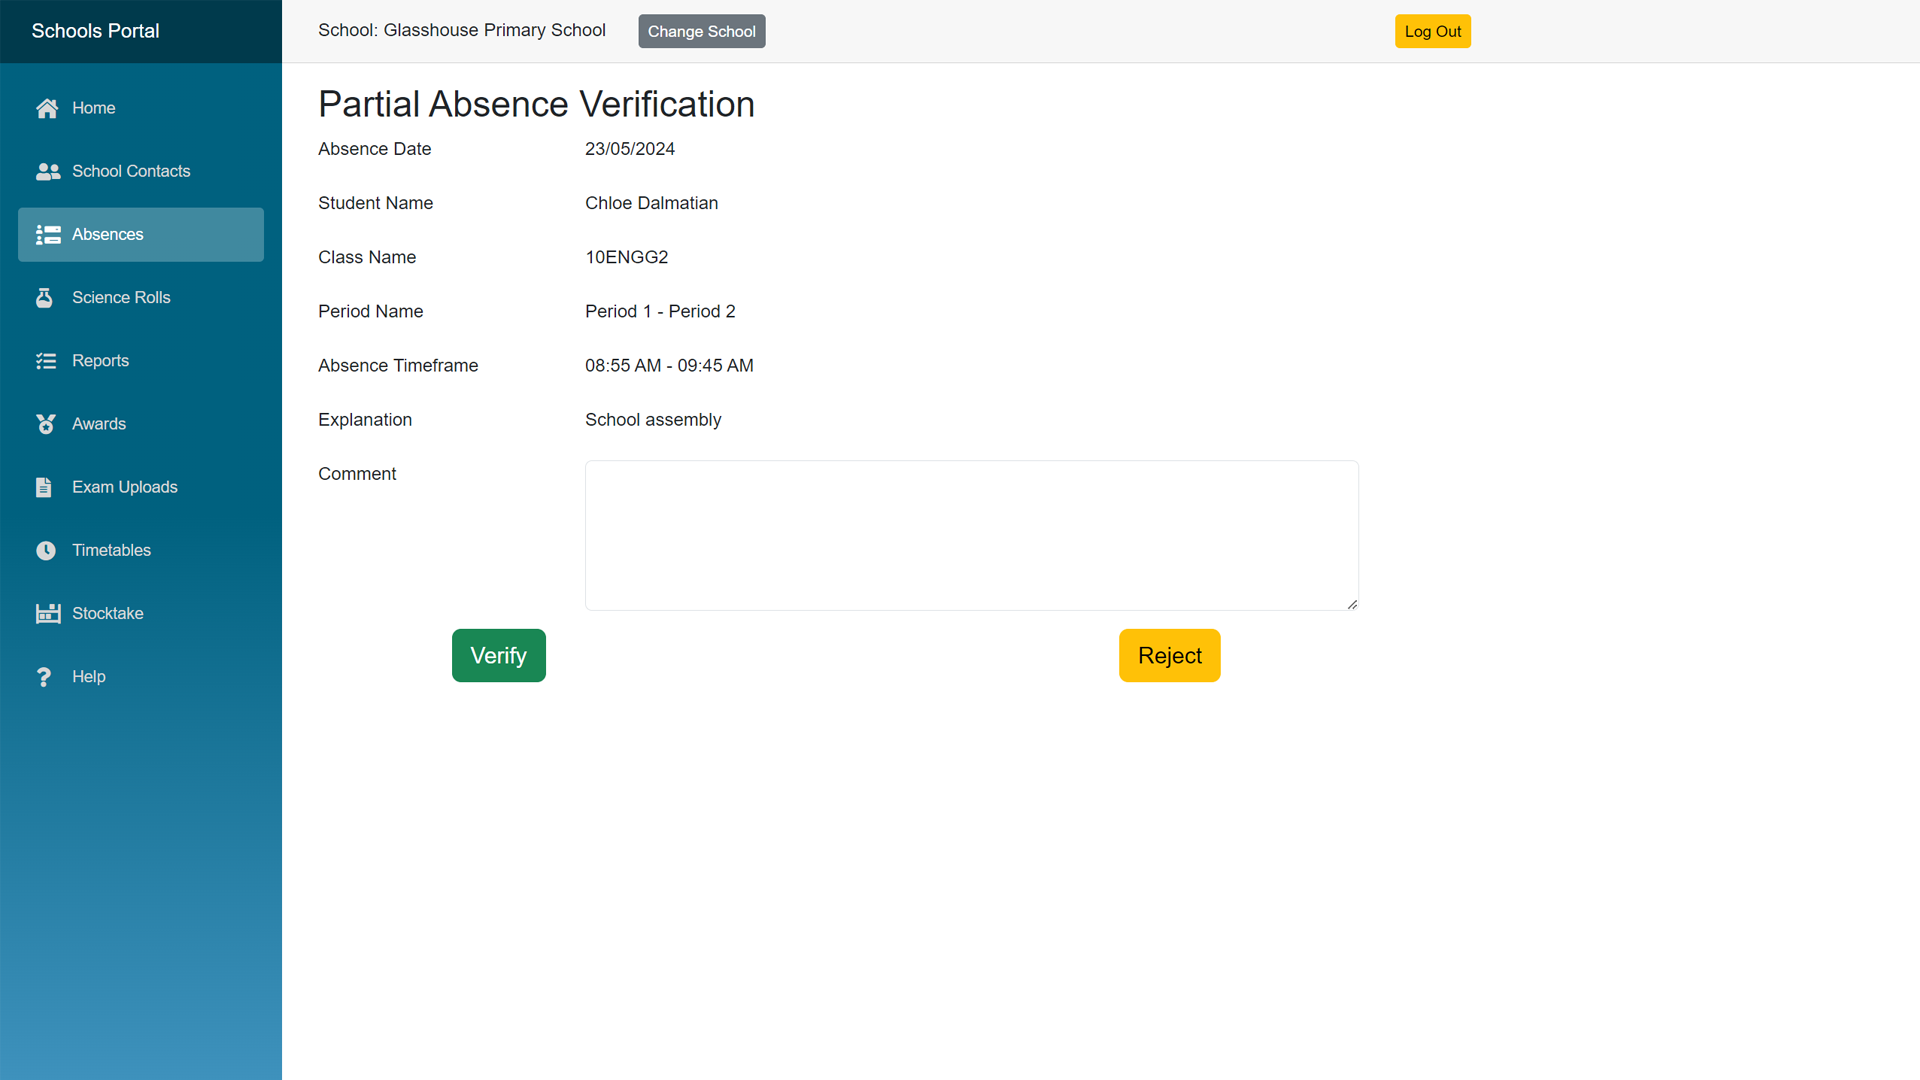 Schools Portal
School: Glasshouse Primary School
Change School
Log Out
Home
School Contacts
Absences
Science Rolls
Reports
Awards
Exam Uploads
Timetables
Stocktake
Help
Partial Absence Verification
Absence Date 23/05/2024
Student Name Chloe Dalmatian
Class Name 10ENGG2
Period Name Period 1 - Period 2
Absence Timeframe 08:55 AM - 09:45 AM
Explanation School assembly
Comment
Verify
Reject